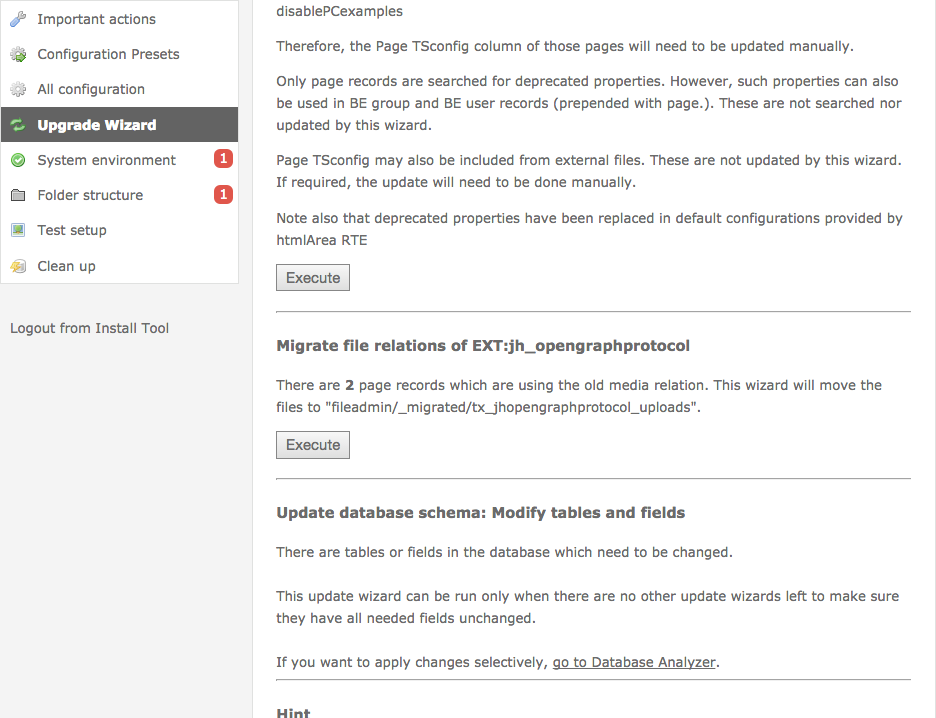 Important actions
Configuration Presets
All configuration
Upgrade Wizard
System environment 1
Folder structure 1
Test setup
Clean up
Logout from Install Tool
disablePCexamples
Therefore, the Page TSconfig column of those pages will need to be updated manually.
Only page records are searched for deprecated properties. However, such properties can also
be used in BE group and BE user records (prepended with page.). These are not searched nor
updated by this wizard.
Page TSconfig may also be included from external files. These are not updated by this wizard.
If required, the update will need to be done manually.
Note also that deprecated properties have been replaced in default configurations provided by
htmlArea RTE
Execute
Migrate file relations of EXT:jh_opengraphprotocol
There are 2 page records which are using the old media relation. This wizard will move the
files to "fileadmin/_migrated/tx_jhopengraphprotocol_uploads".
Execute
Update database schema: Modify tables and fields
There are tables or fields in the database which need to be changed.
This update wizard can be run only when there are no other update wizards left to make sure
they have all needed fields unchanged.
If you want to apply changes selectively, go to Database Analyzer.
Hint